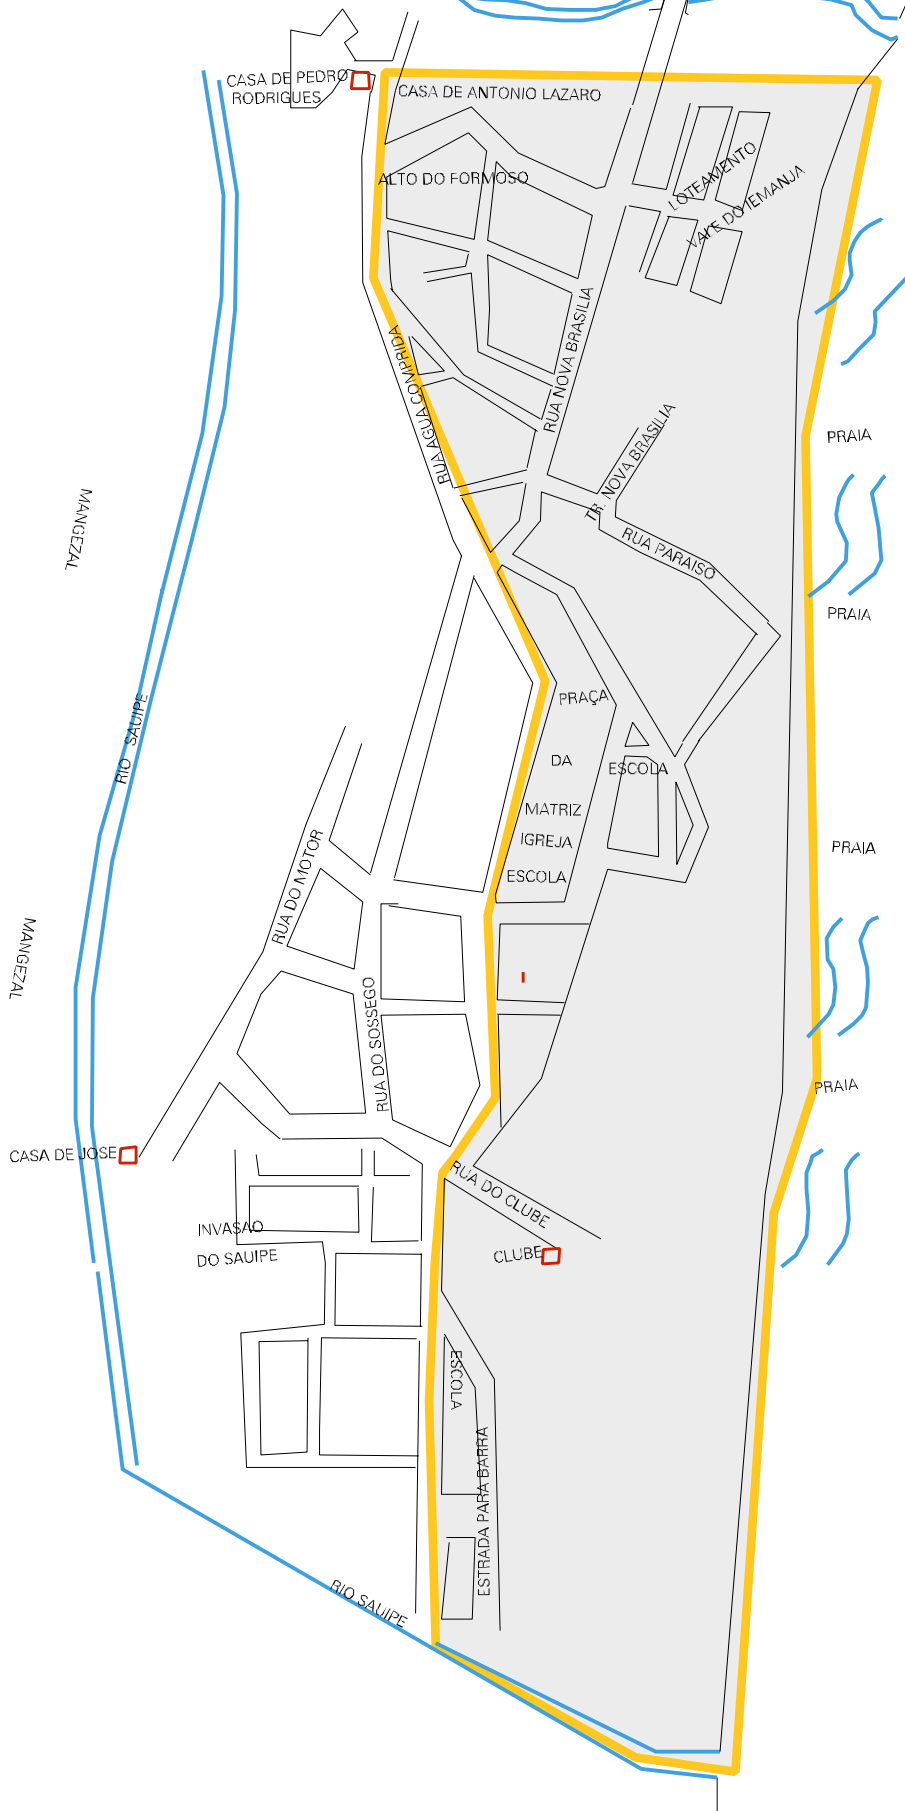 CASA DE PEDRO
RODRIGUES
CASA DE ANTONIO LAZARO
ALTO DO FORMOSO
LOTEAMENTO
VALE DO IEMANJA
RUA AGUA COMPRIDA
RUA NOVA BRASILIA
TR. NOVA BRASILIA
PRAIA
MANGEZAL
RUA PARAISO
PRAIA
RIO SAUIPE
PRAÇA
DA
ESCOLA
MATRIZ
IGREJA
ESCOLA
PRAIA
RUA DO MOTOR
MANGEZAL
RUA DO SOSSEGO
PRAIA
CASA DE JOSE
RUA DO CLUBE
INVASAO
DO SAUIPE
CLUBE
ESCOLA
ESTRADA PARA BARRA
RIO SAUIPE